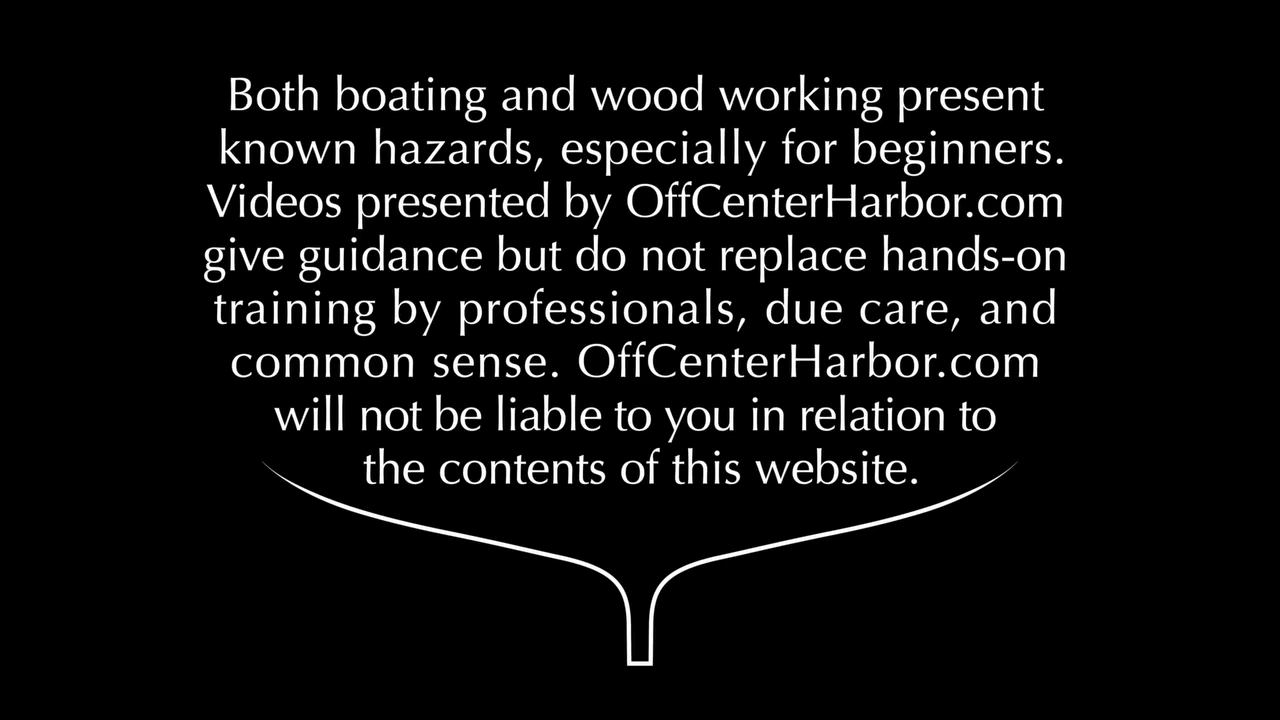 Both boating and wood working present
known hazards, especially for beginners.
Videos presented by OffCenterHarbor.com
give guidance but do not replace hands-on
training by professionals, due care, and
common sense. OffCenterHarbor.com
will not be liable to you in relation to
the contents of this website.